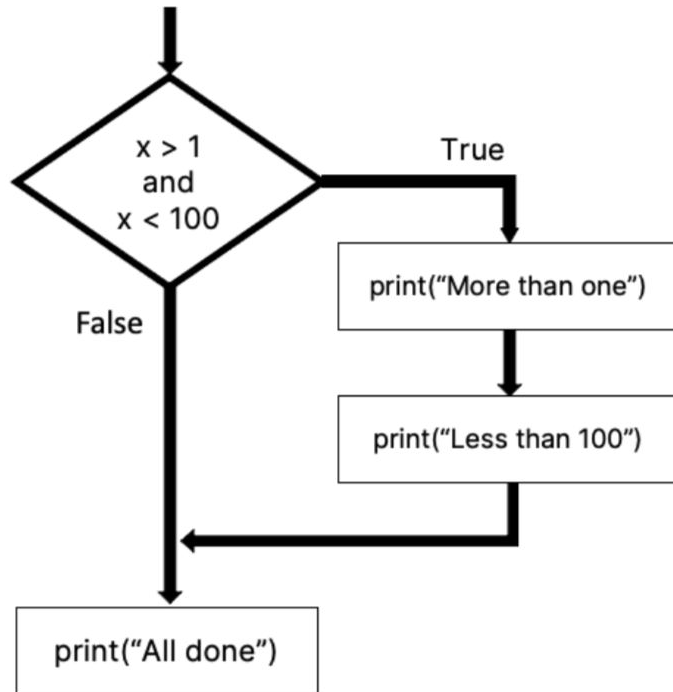 x > 1
and
x < 100
True
print(“More than one”)
False
print(“Less than 100”)
print(“All done”)